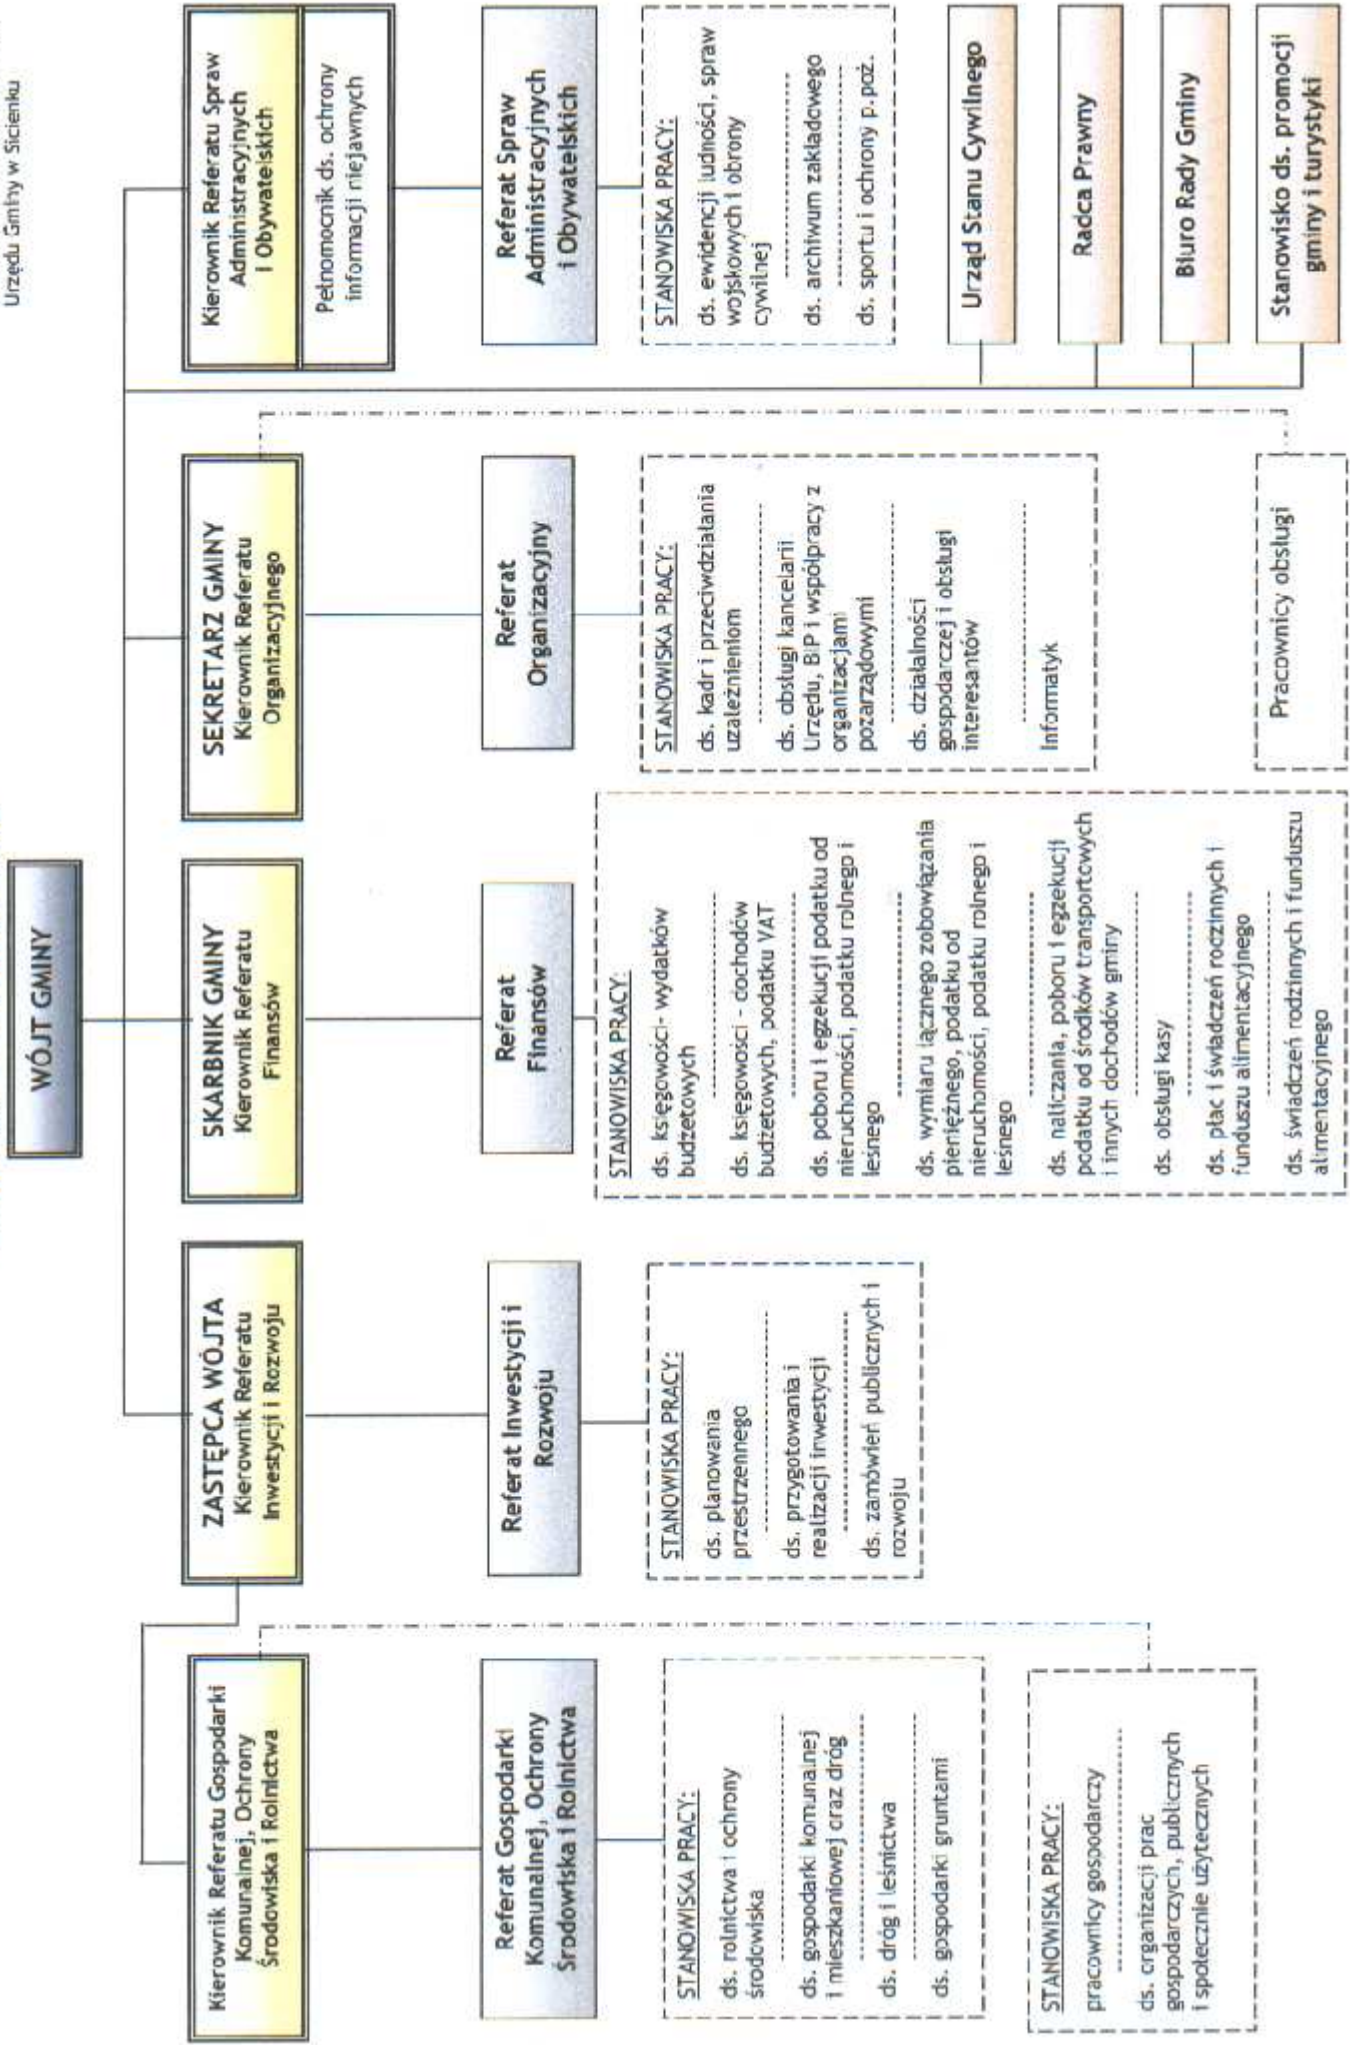 Urzędu Gminy w Sicienku
WÓJT GMINY
Kierownik Referatu Gospodarki
Komunalnej, Ochrony
Środowiska i Rolnictwa
ZASTĘPCA WÓJTA
Kierownik Referatu
Inwestycji i Rozwoju
SKARBNIK GMINY
Kierownik Referatu
Finansów
SEKRETARZ GMINY
Kierownik Referatu
Organizacyjnego
Kierownik Referatu Spraw
Administracyjnych
i Obywatelskich
Pełnomocnik ds. ochrony
informacji niejawnych
Referat Gospodarki
Komunalnej, Ochrony
Środowiska i Rolnictwa
Referat Inwestycji i
Rozwoju
Referat
Finansów
Referat
Organizacyjny
Referat Spraw
Administracyjnych
i Obywatelskich
STANOWISKA PRACY:
ds. rolnictwa i ochrony
środowiska
ds. gospodarki komunalnej
i mieszkaniowej oraz dróg
ds. dróg i leśnictwa
ds. gospodarki gruntami
STANOWISKA PRACY:
pracownicy gospodarczy
ds. organizacji prac
gospodarczych, publicznych
i społecznie użytecznych
STANOWISKA PRACY:
ds. planowania
przestrzennego
ds. przygotowania i
realizacji inwestycji
ds. zamówień publicznych i
rozwoju
STANOWISKA PRACY:
ds. księgowości- wydatków
budżetowych
ds. księgowości - dochodów
budżetowych, podatku VAT
ds. poboru i egzekucji podatku od
nieruchomości, podatku rolnego i
leśnego
ds. wymiaru łącznego zobowiązania
pieniężnego, podatku od
nieruchomości, podatku rolnego i
leśnego
ds. naliczania, poboru i egzekucji
podatku od środków transportowych
i innych dochodów gminy
ds. obsługi kasy
ds. płac i świadczeń rodzinnych i
funduszu alimentacyjnego
ds. świadczeń rodzinnych i funduszu
alimentacyjnego
STANOWISKA PRACY:
ds. kadr i przeciwdziałania
uzależnieniom
ds. obsługi kancelarii
Urzędu, BIP i współpracy z
organizacjami
pozarządowymi
ds. działalności
gospodarczej i obsługi
interesantów
Informatyk
Pracownicy obsługi
STANOWISKA PRACY:
ds. ewidencji ludności, spraw
wojskowych i obrony
cywilnej
ds. archiwum zakładowego
ds. sportu i ochrony p.poż.
Urząd Stanu Cywilnego
Radca Prawny
Biuro Rady Gminy
Stanowisko ds. promocji
gminy i turystyki